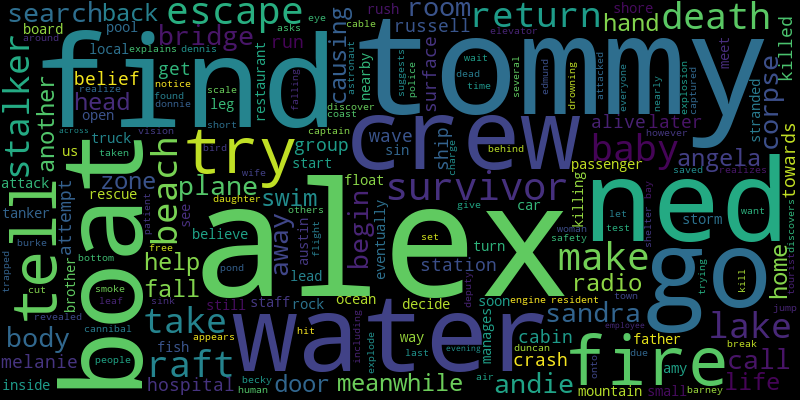 search
back
escape
return
room
death
board
pool
bridge
russell
hand
rush
shore
cable
eye
asks
around
explains
dennis
run
local
belief
get
head
stalker
another
open
truck
us
taken
across
notice
realize
found
donnie
scale
short
leg
restaurant
falling
find
causing
nearby
suggests
police
surface
tommy
astronaut
captain
coast
discover
wait
dead
time
several
elevator
edmund
drowning
attacked
everyone
nearly
explosion
captured
meet
killed
stranded
corpse
alive
later
however
boat
try
crew
baby
angela
towards
behind
wave
sin
ship
charge
group
start
vision
bird
wife
daughter
others
flight
zone
beach
plane
swim
float
survivor
passenger
killing
saved
realizes
attack
tanker
rescue
attempt
brother
burke
trapped
tell
see
patient
free
help
fall
believe
pond
away
austin
lead
begin
eventually
car
turn
station
give
set
woman
safety
storm
let
test
want
shelter bay
ned
go
trying
kill
home
discovers
tourist
jump
alex
make
radio
bottom
smoke
leaf
cut
revealed
cannibal
people
body
melanie
inside
take
raft
still
sink
appears
staff
fish
hospital
becky
human
door
hit
rock
ocean
including
explode
meanwhile
last
evening
water
decide
way
soon
manages
air
duncan
andie
cabin
crash
sandra
deputy
engine
resident
town
employee
father
due
onto
mountain
fire
small
amy
barney
lake
call
life
break